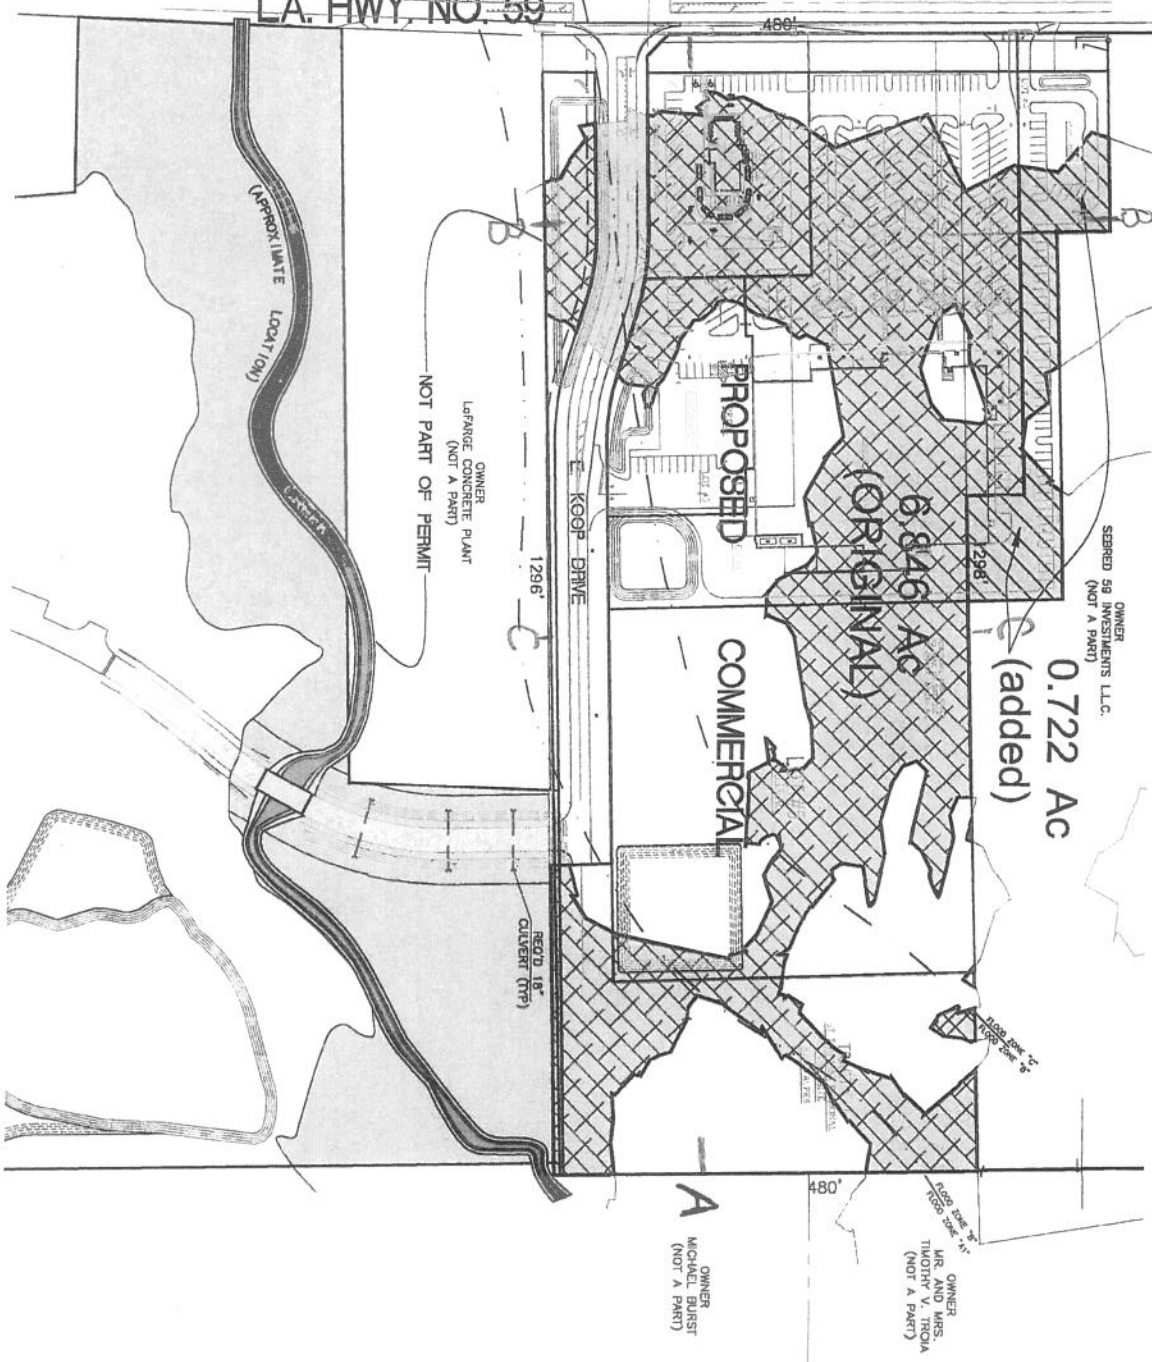 LA. HWY. NO. 59
480'
B
B
(APPROXIMATE LOCATION)
NOT PART OF PERMIT
OWNER
LaFARGE CONCRETE PLANT
(NOT A PART)
E KOOP DRIVE
1296'
C
PROPOSED
COMMERCIAL
6.846 Ac
(ORIGINAL)
1298'
C
OWNER
SEBRED 59 INVESTMENTS L.L.C.
(NOT A PART)
0.722 Ac
(added)
REQ'D 18"
CULVERT (TYP)
FLOOD ZONE "C"
FLOOD ZONE "B"
FLOOD ZONE "B"
FLOOD ZONE "A1"
480'
A
OWNER
MICHAEL BURST
(NOT A PART)
OWNER
MR. AND MRS.
TIMOTHY V. TROIA
(NOT A PART)